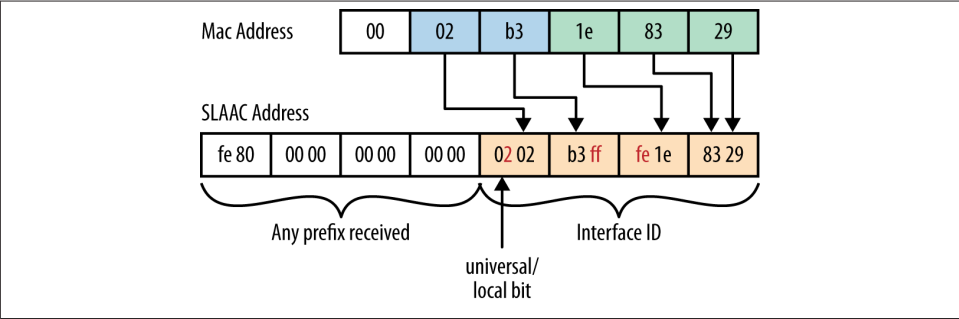 Mac Address 00 02 b3 1e 83 29
SLAAC Address
fe 80 00 00 00 00 00 00 02 02 b3 ff fe 1e 83 29
Any prefix received Interface ID
universal/
local bit